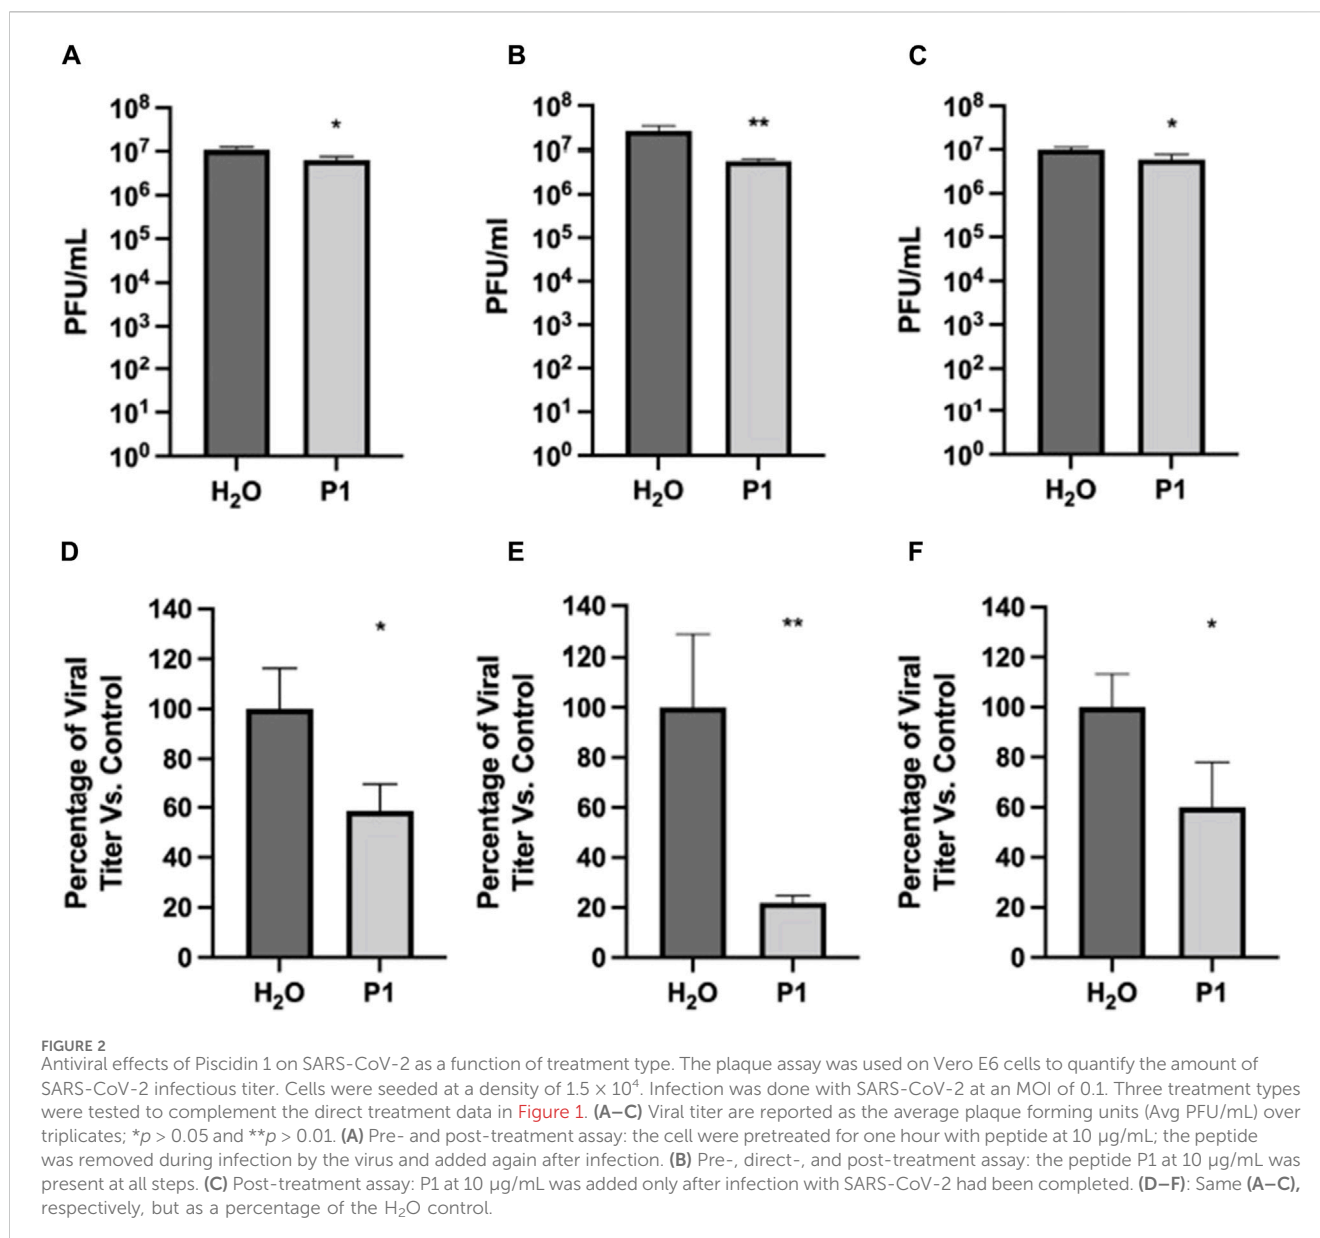 A
B
C
10⁸
10⁷
10⁶
10⁵
10⁴
10³
10²
10¹
10⁰
PFU/mL
*
H₂O P1
10⁸
10⁷
10⁶
10⁵
10⁴
10³
10²
10¹
10⁰
PFU/ml
**
H₂O P1
10⁸
10⁷
10⁶
10⁵
10⁴
10³
10²
10¹
10⁰
PFU/mL
*
H₂O P1
D
E
F
140
120
100
80
60
40
20
0
Percentage of Viral
Titer Vs. Control
*
H₂O P1
140
120
100
80
60
40
20
0
Percentage of Viral
Titer Vs. Control
**
H₂O P1
140
120
100
80
60
40
20
0
Percentage of Viral
Titer Vs. Control
*
H₂O P1
FIGURE 2
Antiviral effects of Piscidin 1 on SARS-CoV-2 as a function of treatment type. The plaque assay was used on Vero E6 cells to quantify the amount of
SARS-CoV-2 infectious titer. Cells were seeded at a density of 1.5 × 10⁴. Infection was done with SARS-CoV-2 at an MOI of 0.1. Three treatment types
were tested to complement the direct treatment data in Figure 1. (A–C) Viral titer are reported as the average plaque forming units (Avg PFU/mL) over
triplicates; *p > 0.05 and **p > 0.01. (A) Pre- and post-treatment assay: the cell were pretreated for one hour with peptide at 10 µg/mL; the peptide
was removed during infection by the virus and added again after infection. (B) Pre-, direct-, and post-treatment assay: the peptide P1 at 10 µg/mL was
present at all steps. (C) Post-treatment assay: P1 at 10 µg/mL was added only after infection with SARS-CoV-2 had been completed. (D–F): Same (A–C),
respectively, but as a percentage of the H₂O control.